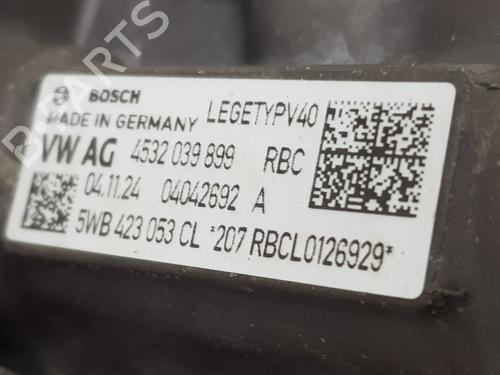 B PARTS
BOSCH LEGETYPV40
MADE IN GERMANY
VW AG 4532 039 899 RBC
04.11.24 04042692 A
5WB 423 053 CL *207 RBCL0126929*